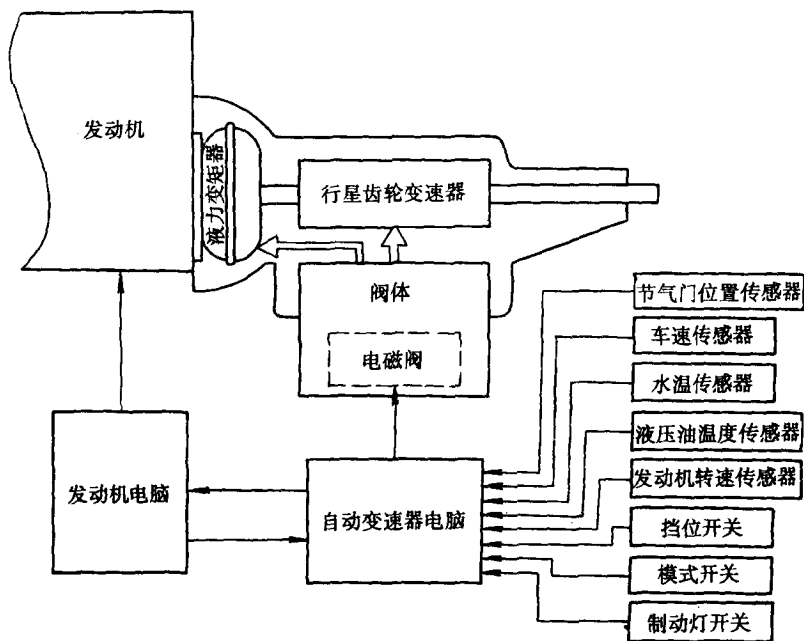 发动机
液力变矩器
行星齿轮变速器
阀体
电磁阀
节气门位置传感器
车速传感器
水温传感器
液压油温度传感器
发动机转速传感器
挡位开关
模式开关
制动灯开关
发动机电脑
自动变速器电脑